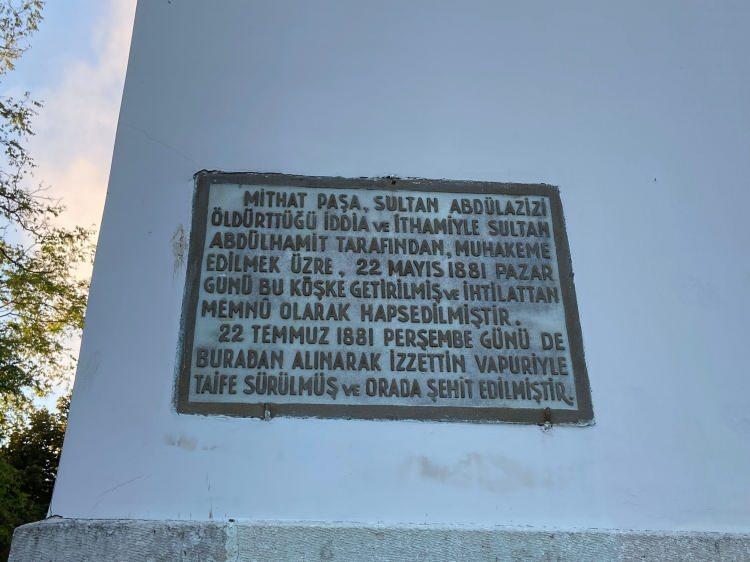 MİTHAT PAŞA, SULTAN ABDÜLAZİZİ
ÖLDÜRTTÜĞÜ İDDİA ve İTHAMİYLE SULTAN
ABDÜLHAMİT TARAFINDAN, MUHAKEME
EDİLMEK ÜZRE, 22 MAYIS 1881 PAZAR
GÜNÜ BU KÖŞKE GETİRİLMİŞ ve İHTİLATTAN
MEMNÛ OLARAK HAPSEDİLMİŞTİR.
22 TEMMUZ 1881 PERŞEMBE GÜNÜ DE
BURADAN ALINARAK İZZETTİN VAPURİYLE
TAİFE SÜRÜLMÜŞ ve ORADA ŞEHİT EDİLMİŞTİR.